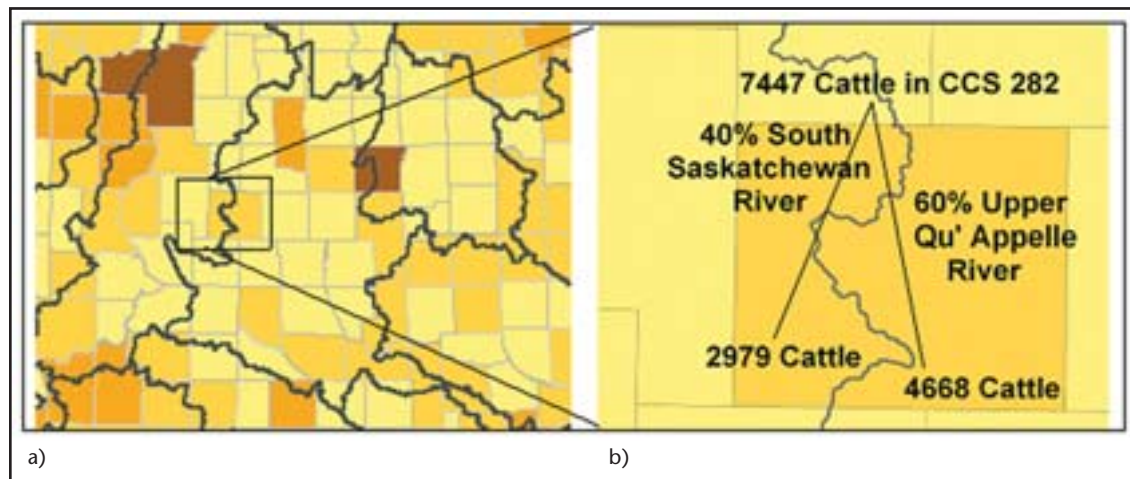 7447 Cattle in CCS 282
40% South
Saskatchewan
River
60% Upper
Qu' Appelle
River
2979 Cattle
4668 Cattle
a)
b)